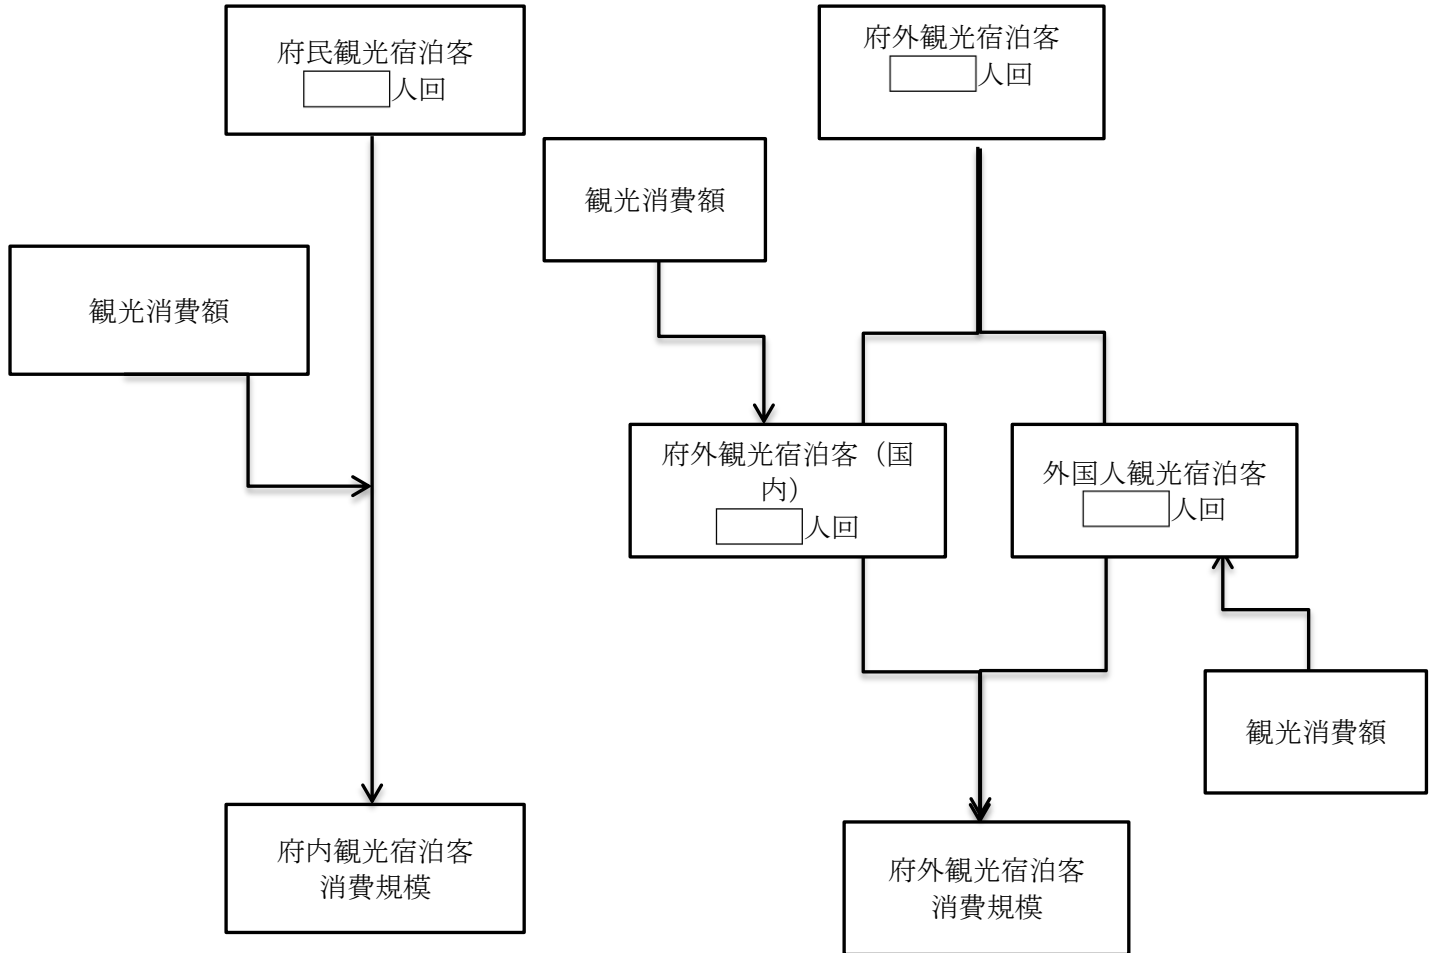 府民観光宿泊客
人回
府外観光宿泊客
人回
観光消費額
観光消費額
府外観光宿泊客（国
内）
人回
外国人観光宿泊客
人回
観光消費額
府内観光宿泊客
消費規模
府外観光宿泊客
消費規模